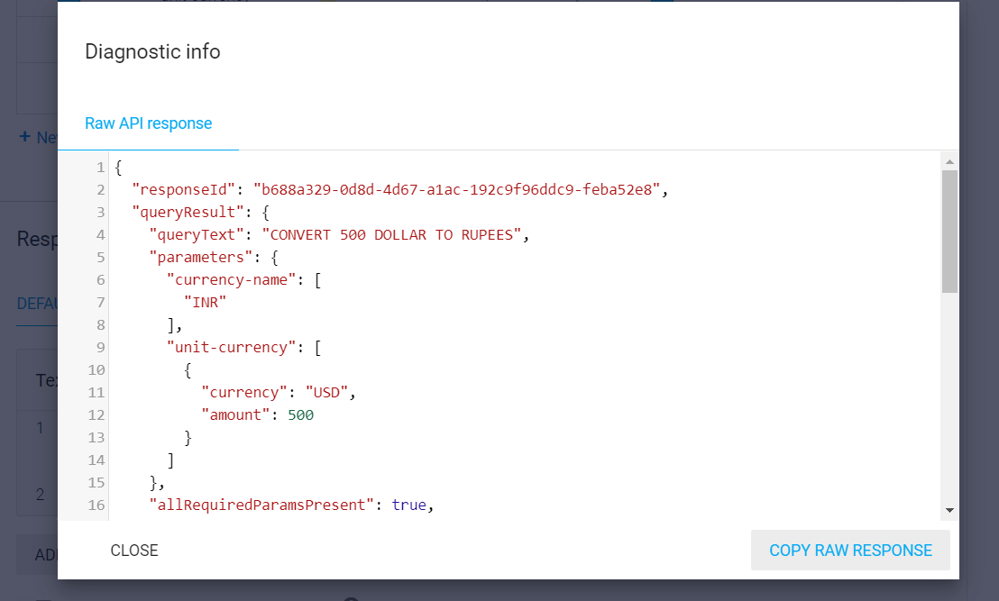 Diagnostic info
Raw API response
1 {
2 "responseId": "b688a329-0d8d-4d67-a1ac-192c9f96ddc9-feba52e8",
3 "queryResult": {
4 "queryText": "CONVERT 500 DOLLAR TO RUPEES",
5 "parameters": {
6 "currency-name": [
7 "INR"
8 ],
9 "unit-currency": [
10 {
11 "currency": "USD",
12 "amount": 500
13 }
14 ]
15 },
16 "allRequiredParamsPresent": true,
+ Ne
Resp
DEFAU
Tex
1
2
AD
CLOSE
COPY RAW RESPONSE